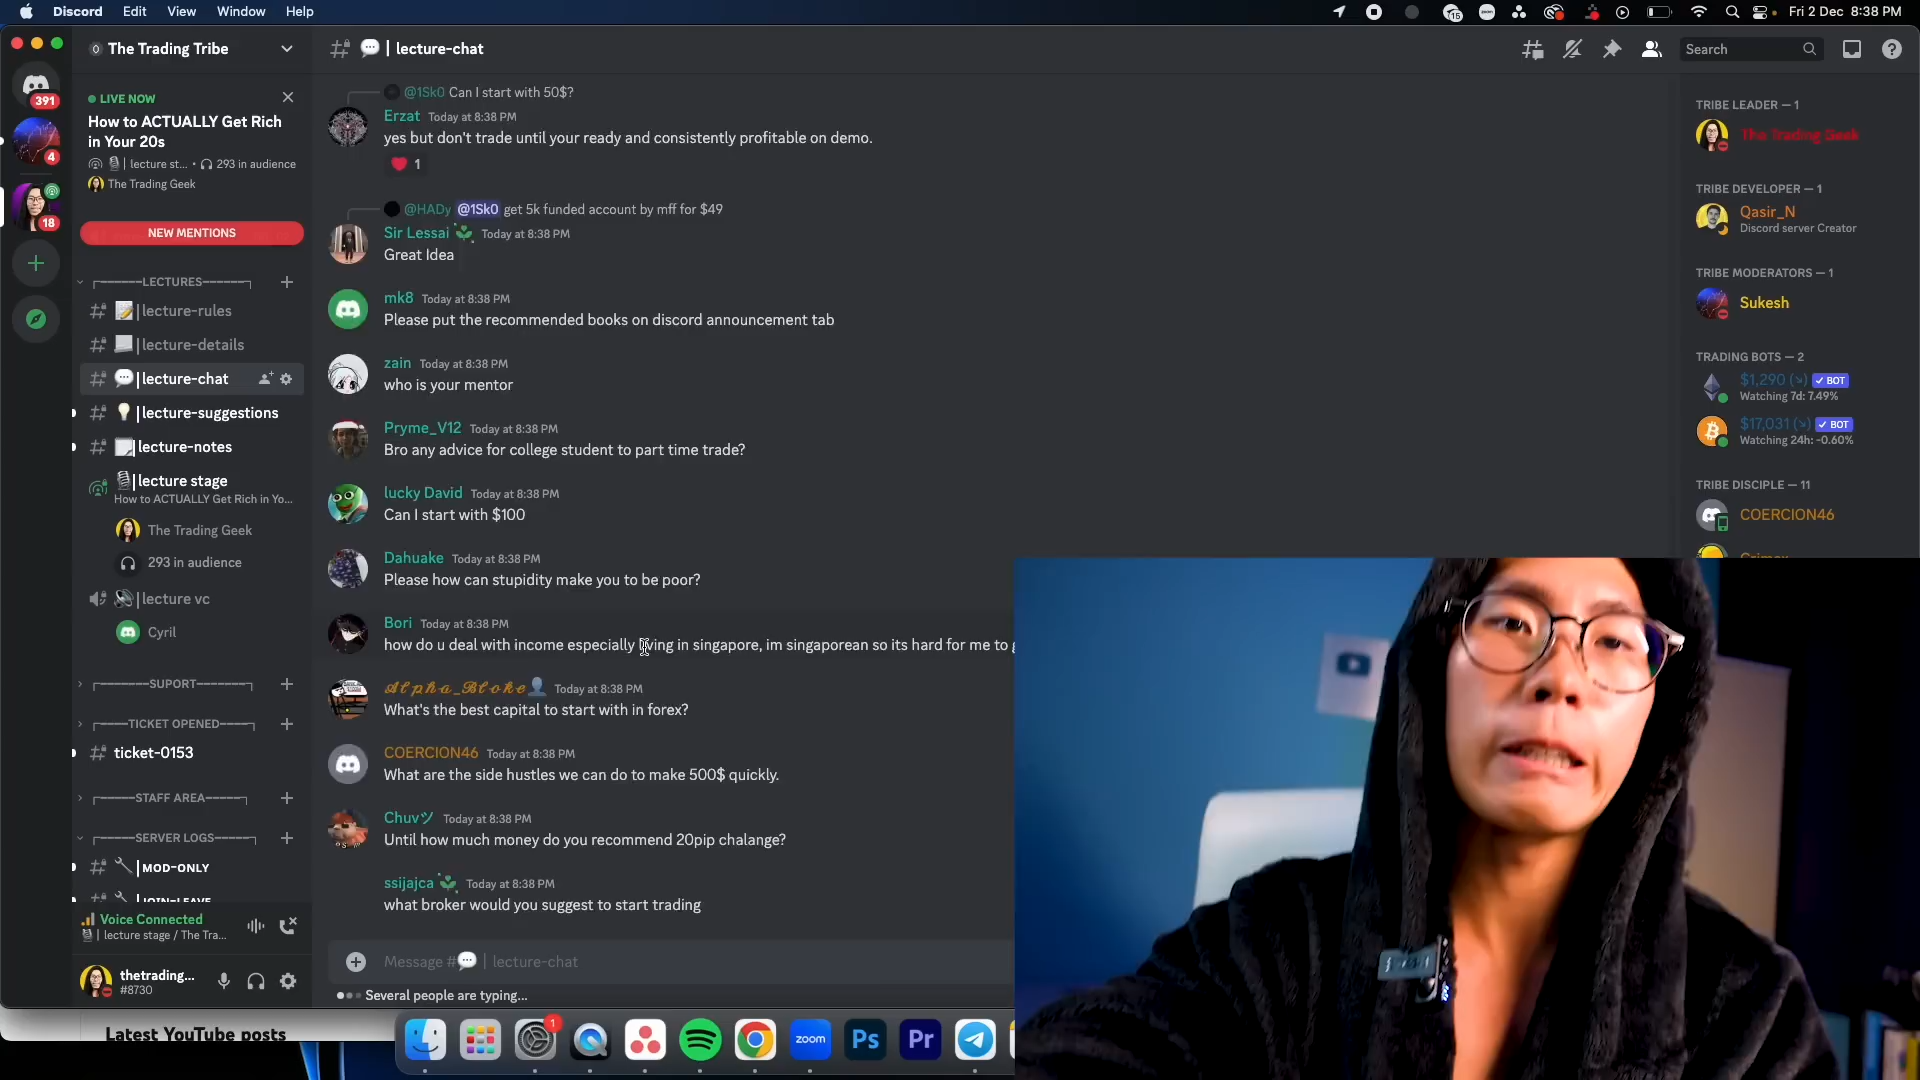 Discord Edit View Window Help
15
Fri 2 Dec 8:38 PM
The Trading Tribe
| lecture-chat
Search
391
4
18
LIVE NOW
How to ACTUALLY Get Rich
in Your 20s
| lecture st... • 293 in audience
The Trading Geek
NEW MENTIONS
LECTURES
|lecture-rules
|lecture-details
|lecture-chat
|lecture-suggestions
|lecture-notes
|lecture stage
How to ACTUALLY Get Rich in Yo...
The Trading Geek
293 in audience
|lecture vc
Cyril
SUPORT
TICKET OPENED
ticket-0153
STAFF AREA
SERVER LOGS
|MOD-ONLY
|JOIN-LEAVE
Voice Connected
| lecture stage / The Tra...
thetrading...
#8730
@1Sk0 Can I start with 50$?
Erzat Today at 8:38 PM
yes but don't trade until your ready and consistently profitable on demo.
1
@HADy @1Sk0 get 5k funded account by mff for $49
Sir Lessai Today at 8:38 PM
Great Idea
mk8 Today at 8:38 PM
Please put the recommended books on discord announcement tab
zain Today at 8:38 PM
who is your mentor
Pryme_V12 Today at 8:38 PM
Bro any advice for college student to part time trade?
lucky David Today at 8:38 PM
Can I start with $100
Dahuake Today at 8:38 PM
Please how can stupidity make you to be poor?
Bori Today at 8:38 PM
how do u deal with income especially living in singapore, im singaporean so its hard for me to
𝓐𝓵𝓹𝓱𝓪_𝓑𝓵𝓸𝓴𝓮 Today at 8:38 PM
What's the best capital to start with in forex?
COERCION46 Today at 8:38 PM
What are the side hustles we can do to make 500$ quickly.
Chuvツ Today at 8:38 PM
Until how much money do you recommend 20pip chalange?
ssijajca Today at 8:38 PM
what broker would you suggest to start trading
Message # | lecture-chat
Several people are typing...
TRIBE LEADER — 1
The Trading Geek
TRIBE DEVELOPER — 1
Qasir_N
Discord server Creator
TRIBE MODERATORS — 1
Sukesh
TRADING BOTS — 2
$1,290 (↘) ✓ BOT
Watching 7d: 7.49%
$17,031 (↘) ✓ BOT
Watching 24h: -0.60%
TRIBE DISCIPLE — 11
COERCION46
Latest YouTube posts
1
zoom
Ps
Pr